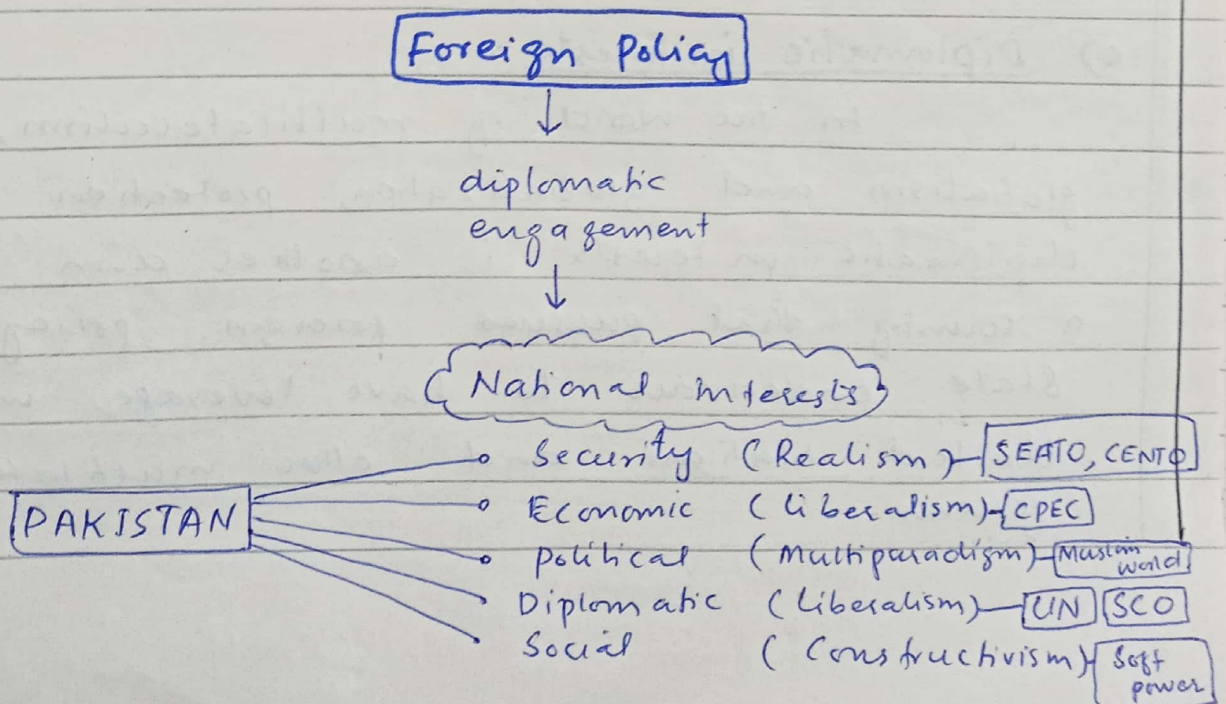 Foreign Policy
diplomatic
engagement
National interests
Security (Realism) SEATO, CENTO
PAKISTAN
Economic (liberalism) CPEC
Political (Multiparadigm) Muslim world
Diplomatic (liberalism) UN SCO
Social (Constructivism) Soft power